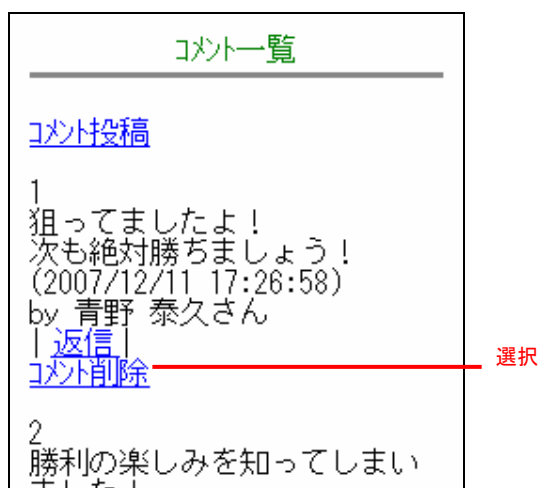 コメント一覧
コメント投稿
1
狙ってましたよ！
次も絶対勝ちましょう！
(2007/12/11 17:26:58)
by 青野 泰久さん
| 返信 |
コメント削除
選択
2
勝利の楽しみを知ってしまい
ました！